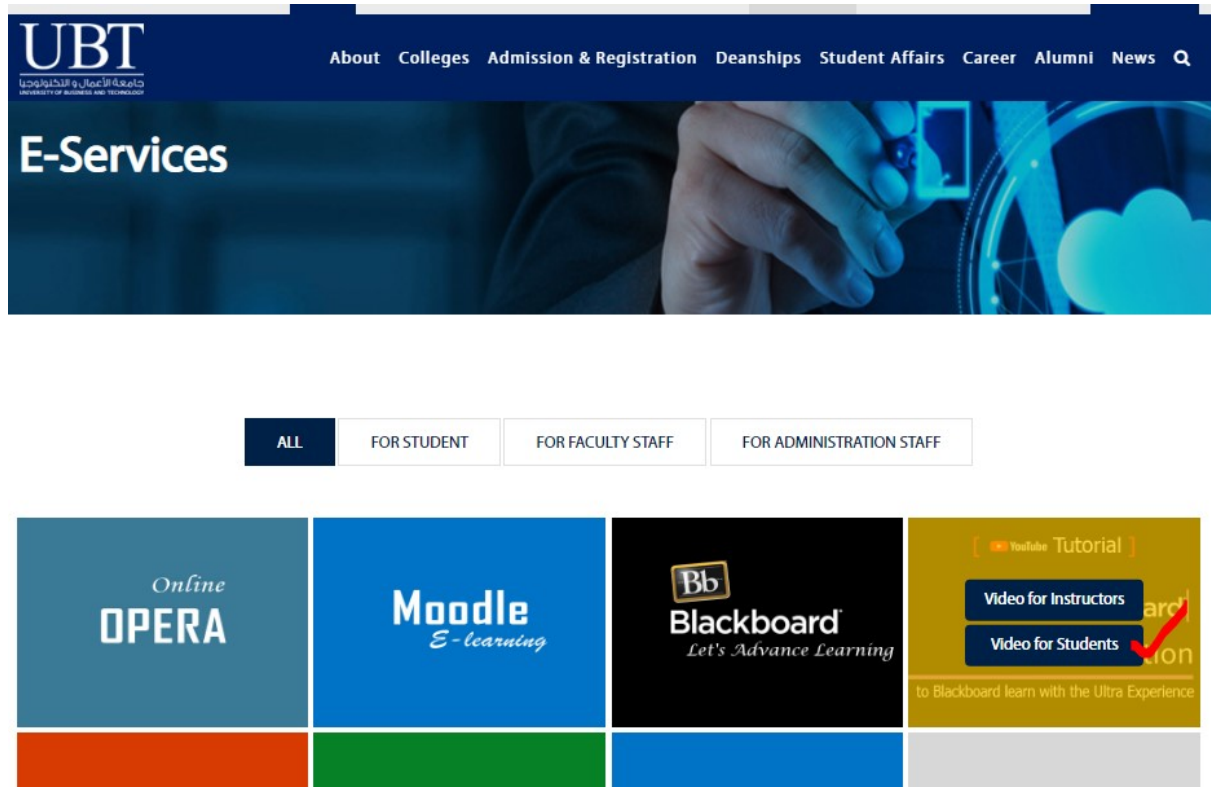 UBT
جامعة الأعمال و التكنولوجيا
UNIVERSITY OF BUSINESS AND TECHNOLOGY
About Colleges Admission & Registration Deanships Student Affairs Career Alumni News
E-Services
ALL FOR STUDENT FOR FACULTY STAFF FOR ADMINISTRATION STAFF
Online
OPERA
Moodle
E-learning
Bb
Blackboard
Let's Advance Learning
[ YouTube Tutorial ]
Video for Instructors
Video for Students
to Blackboard learn with the Ultra Experience